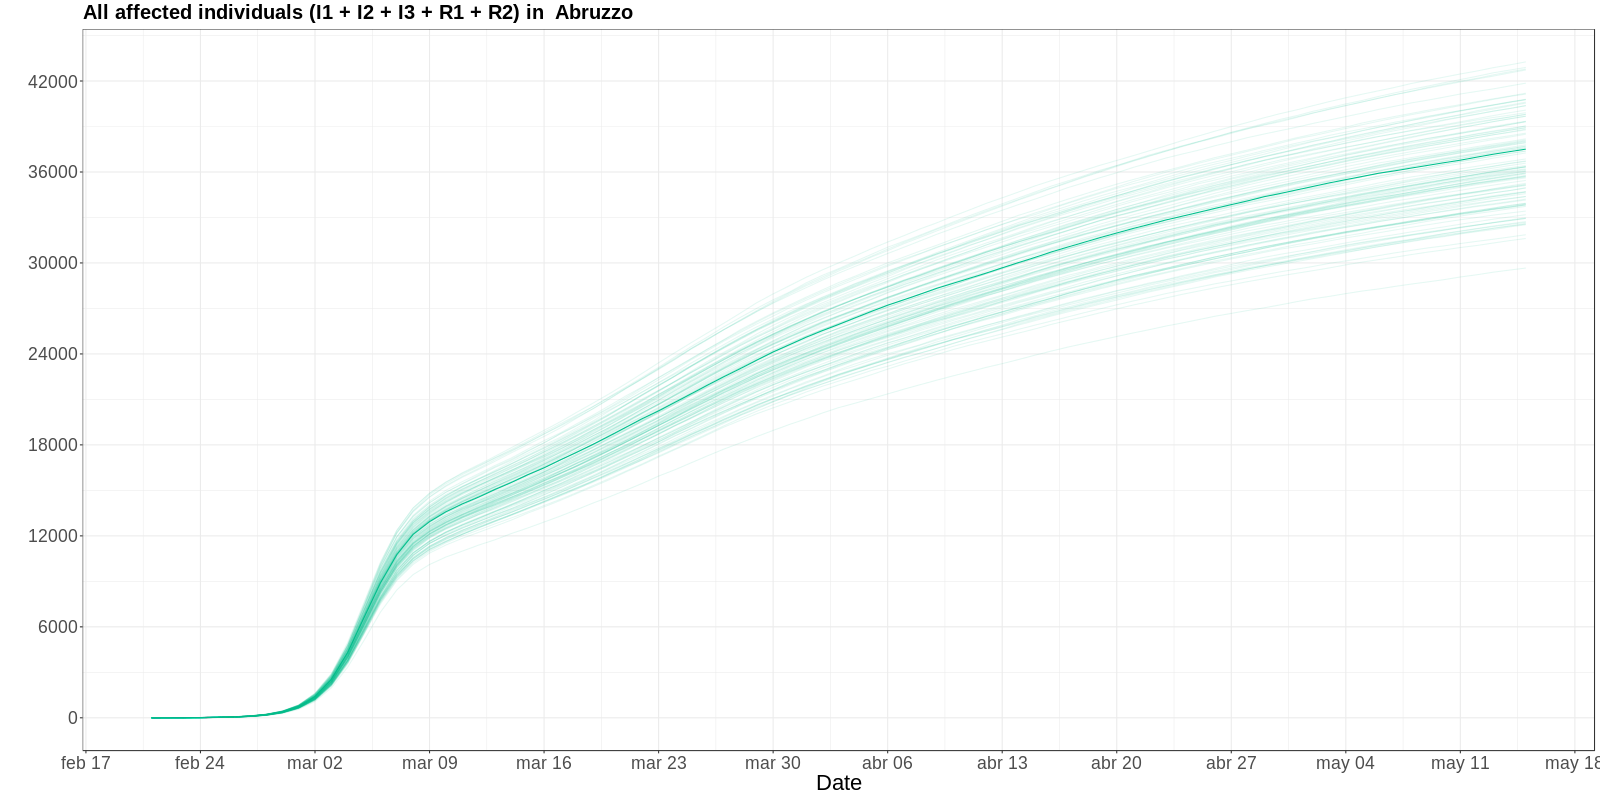 All affected individuals (I1 + I2 + I3 + R1 + R2) in  Abruzzo
42000
36000
30000
24000
18000
12000
6000
0
feb 17 feb 24 mar 02 mar 09 mar 16 mar 23 mar 30 abr 06 abr 13 abr 20 abr 27 may 04 may 11 may 18
Date